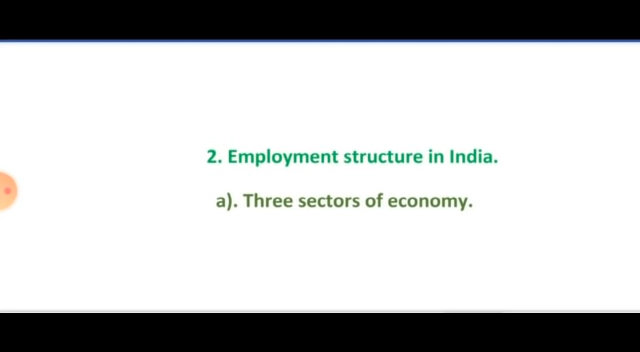 2. Employment structure in India.
a). Three sectors of economy.